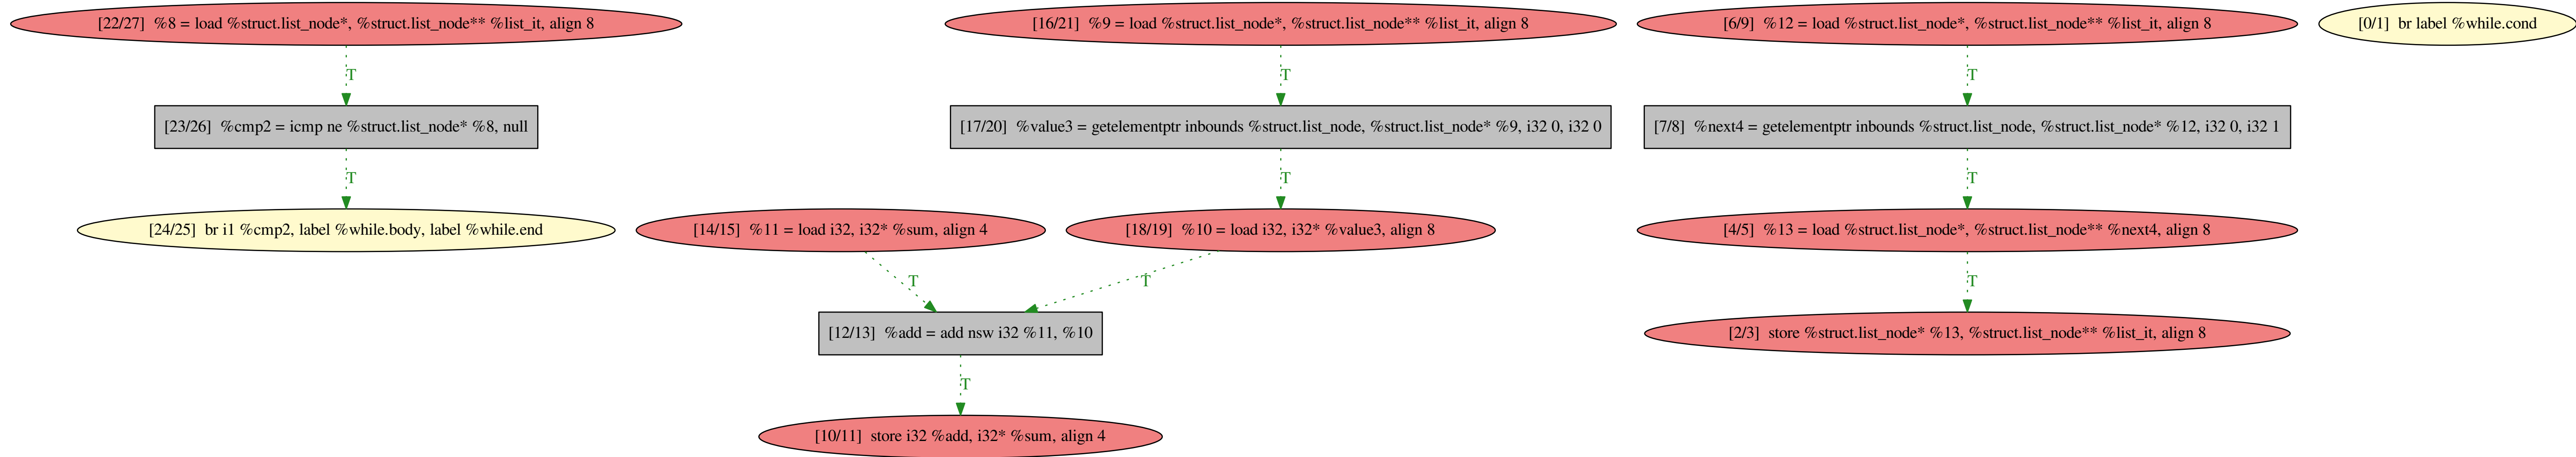 [22/27] %8 = load %struct.list_node*, %struct.list_node** %list_it, align 8
[16/21] %9 = load %struct.list_node*, %struct.list_node** %list_it, align 8
[6/9] %12 = load %struct.list_node*, %struct.list_node** %list_it, align 8
[0/1] br label %while.cond
T
T
T
[23/26] %cmp2 = icmp ne %struct.list_node* %8, null
[17/20] %value3 = getelementptr inbounds %struct.list_node, %struct.list_node* %9, i32 0, i32 0
[7/8] %next4 = getelementptr inbounds %struct.list_node, %struct.list_node* %12, i32 0, i32 1
T
T
T
[24/25] br i1 %cmp2, label %while.body, label %while.end
[14/15] %11 = load i32, i32* %sum, align 4
[18/19] %10 = load i32, i32* %value3, align 8
[4/5] %13 = load %struct.list_node*, %struct.list_node** %next4, align 8
T
T
T
[12/13] %add = add nsw i32 %11, %10
[2/3] store %struct.list_node* %13, %struct.list_node** %list_it, align 8
T
[10/11] store i32 %add, i32* %sum, align 4